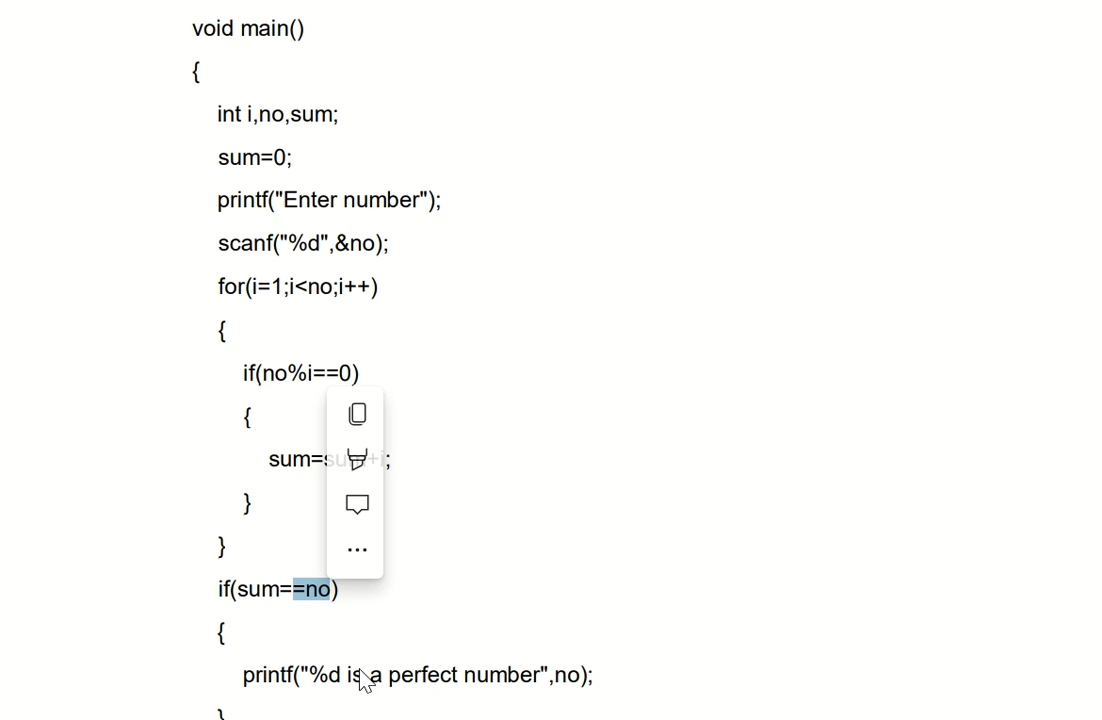 void main()
{
int i,no,sum;
sum=0;
printf("Enter number");
scanf("%d",&no);
for(i=1;i<no;i++)
{
if(no%i==0)
{
sum=sum+i;
}
}
if(sum==no)
{
printf("%d is a perfect number",no);
}